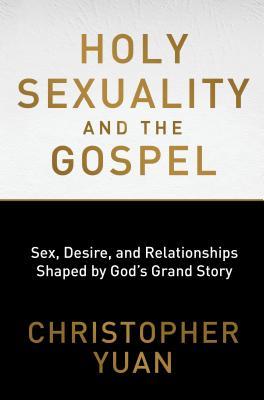 HOLY
SEXUALITY
AND THE
GOSPEL
Sex, Desire, and Relationships
Shaped by God's Grand Story
CHRISTOPHER
YUAN